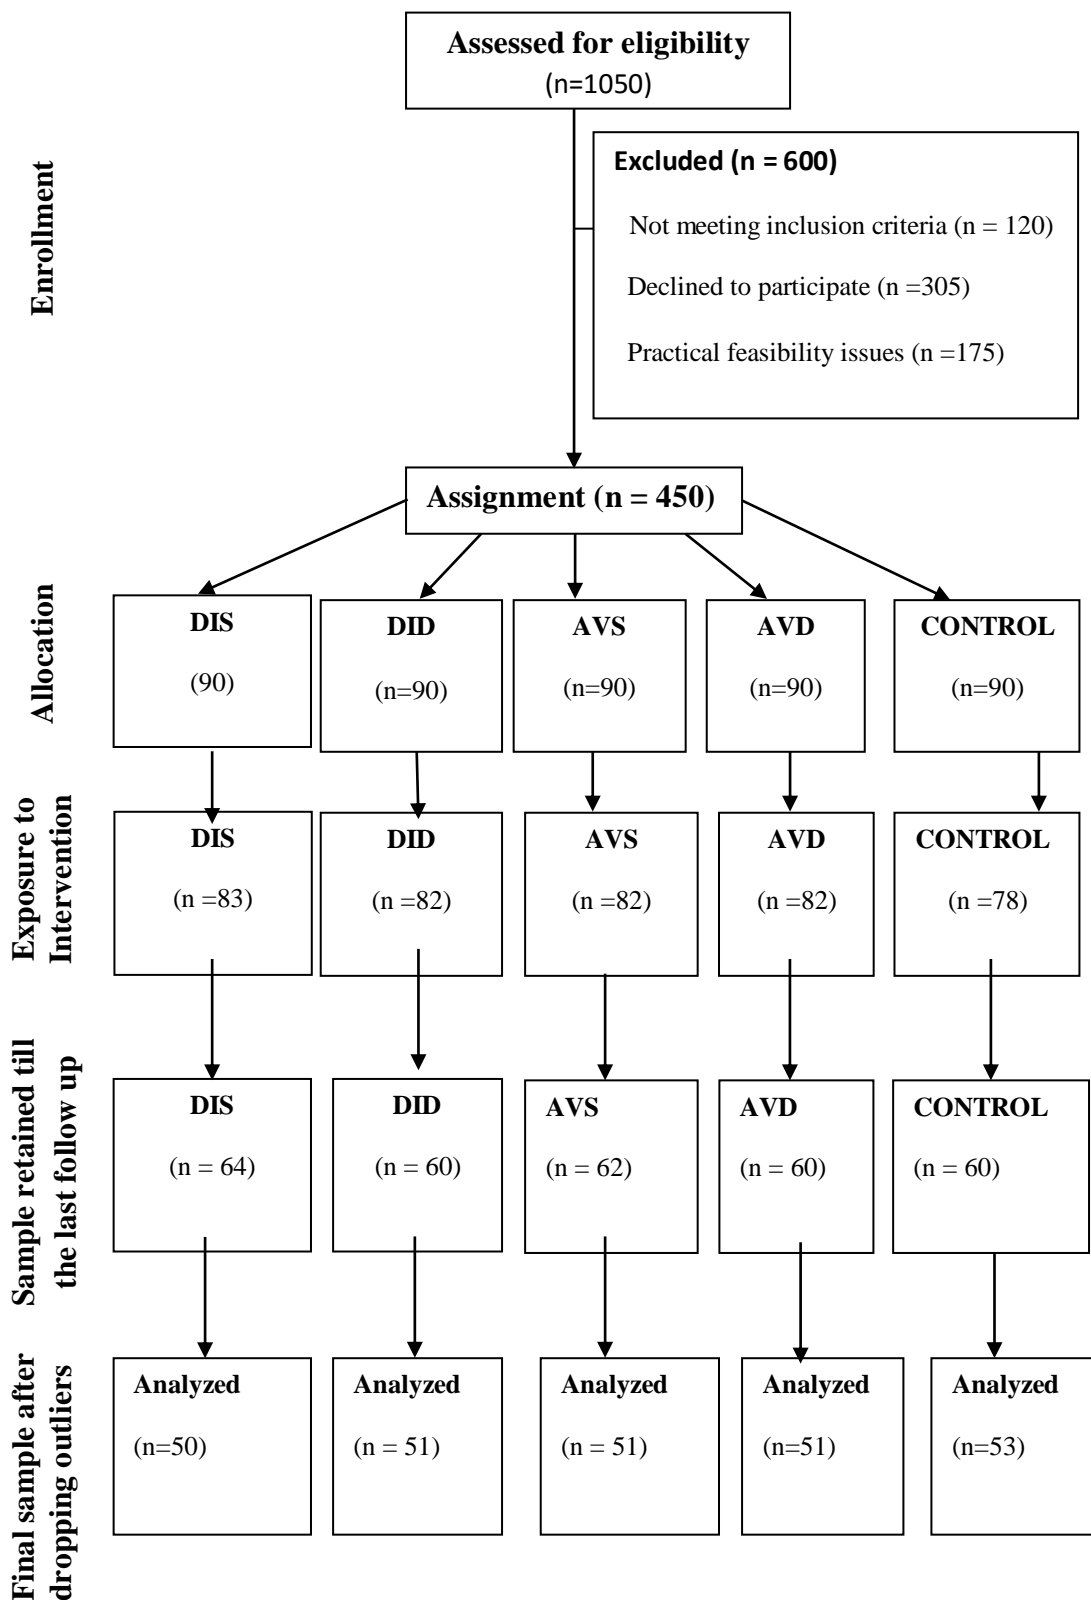 Assessed for eligibility
(n=1050)
Enrollment
Excluded (n = 600)
Not meeting inclusion criteria (n = 120)
Declined to participate (n =305)
Practical feasibility issues (n =175)
Assignment (n = 450)
Allocation
DIS
(90)
DID
(n=90)
AVS
(n=90)
AVD
(n=90)
CONTROL
(n=90)
Exposure to
Intervention
DIS
(n =83)
DID
(n =82)
AVS
(n =82)
AVD
(n =82)
CONTROL
(n =78)
Sample retained till
the last follow up
DIS
(n = 64)
DID
(n = 60)
AVS
(n = 62)
AVD
(n = 60)
CONTROL
(n = 60)
Final sample after
dropping outliers
Analyzed
(n=50)
Analyzed
(n = 51)
Analyzed
(n = 51)
Analyzed
(n=51)
Analyzed
(n=53)